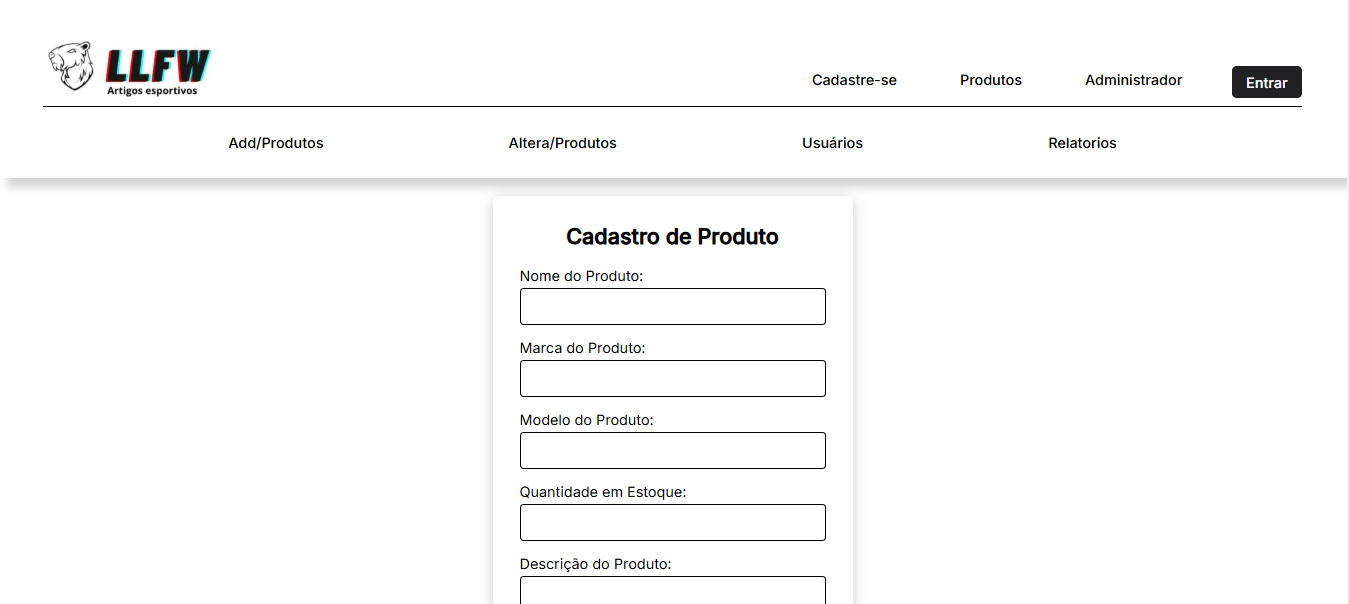 LLFW
Artigos esportivos
Cadastre-se Produtos Administrador Entrar
Add/Produtos Altera/Produtos Usuários Relatorios
Cadastro de Produto
Nome do Produto:
Marca do Produto:
Modelo do Produto:
Quantidade em Estoque:
Descrição do Produto: